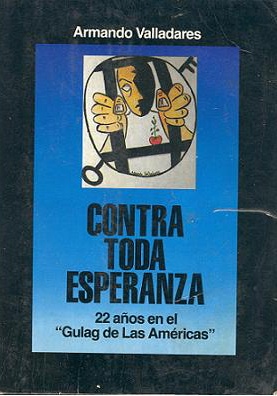 Armando Valladares
CONTRA
TODA
ESPERANZA
22 años en el
"Gulag de Las Américas"